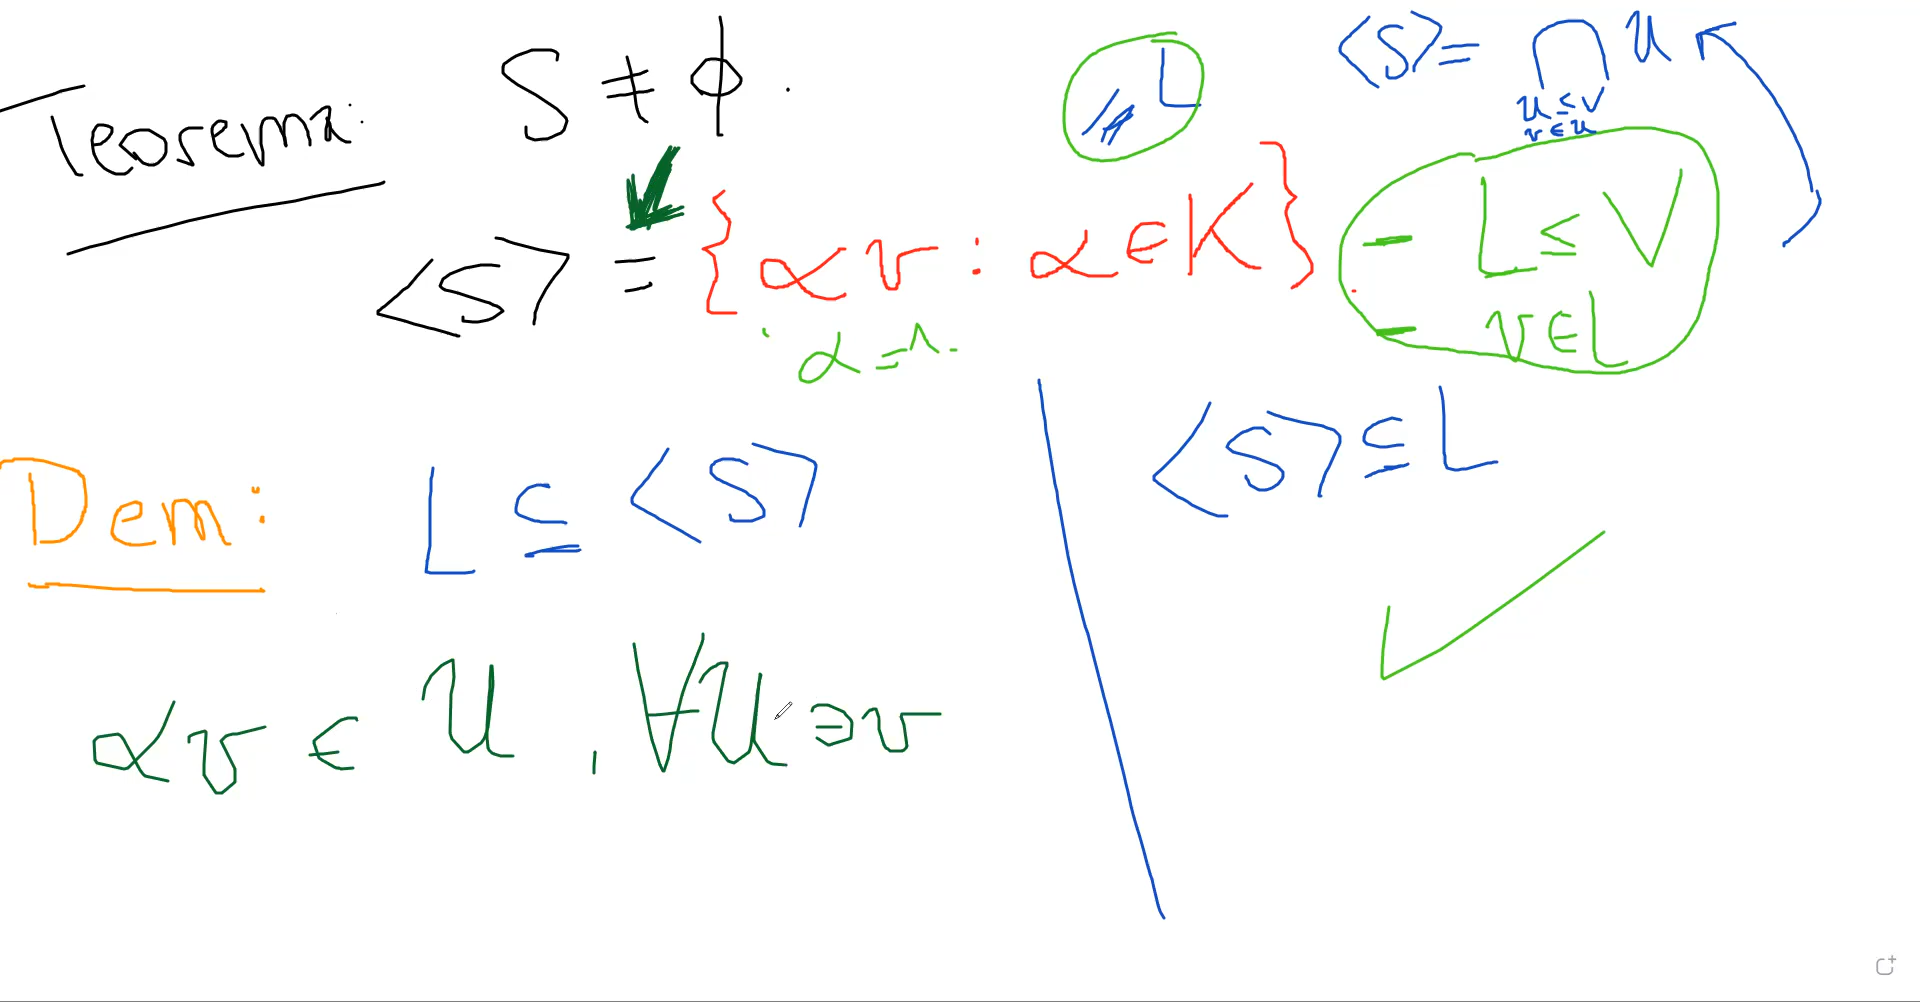 Teorema: S ≠ ϕ.
<S> = {αv : α ∈ K}.
α = 1.
// L
<S> = ⋂ U
U ≤ V
v ∈ U
- L ≤ V
- v ∈ L
Dem: L ⊆ <S>
αv ∈ U, ∀U ∋ v
<S> ⊆ L